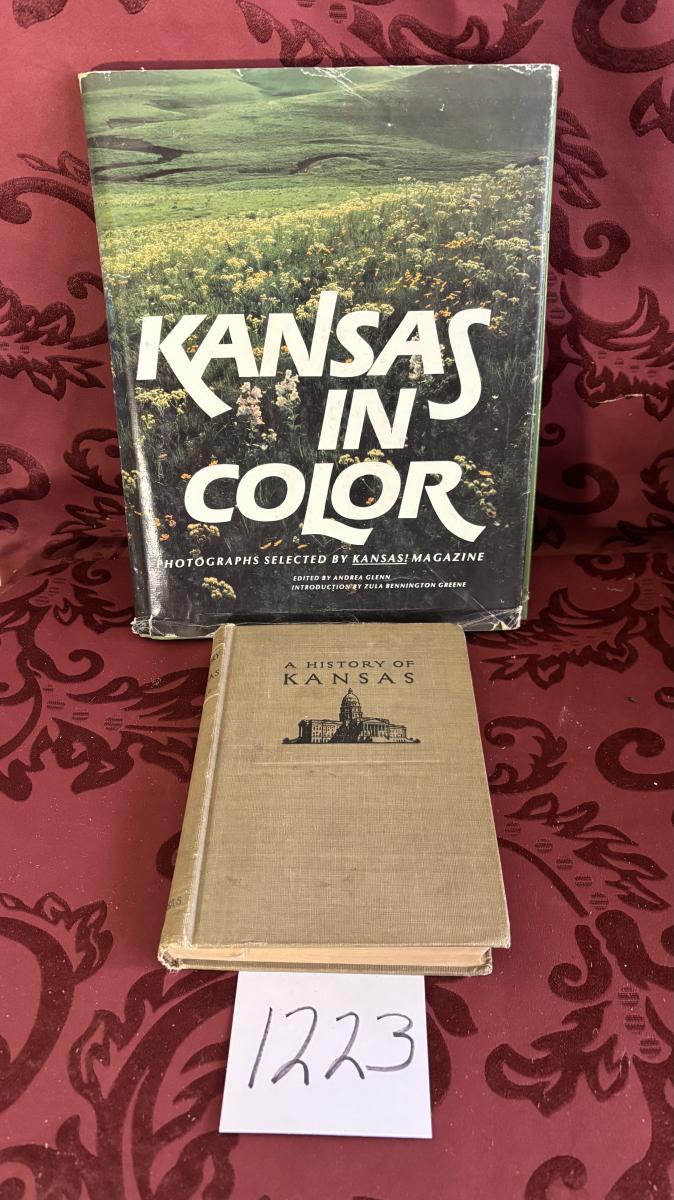 KANSAS
IN
COLOR
PHOTOGRAPHS SELECTED BY KANSAS! MAGAZINE
EDITED BY ANDREA GLENN
INTRODUCTION BY ZULA BENNINGTON GREENE
A HISTORY OF
KANSAS
1223